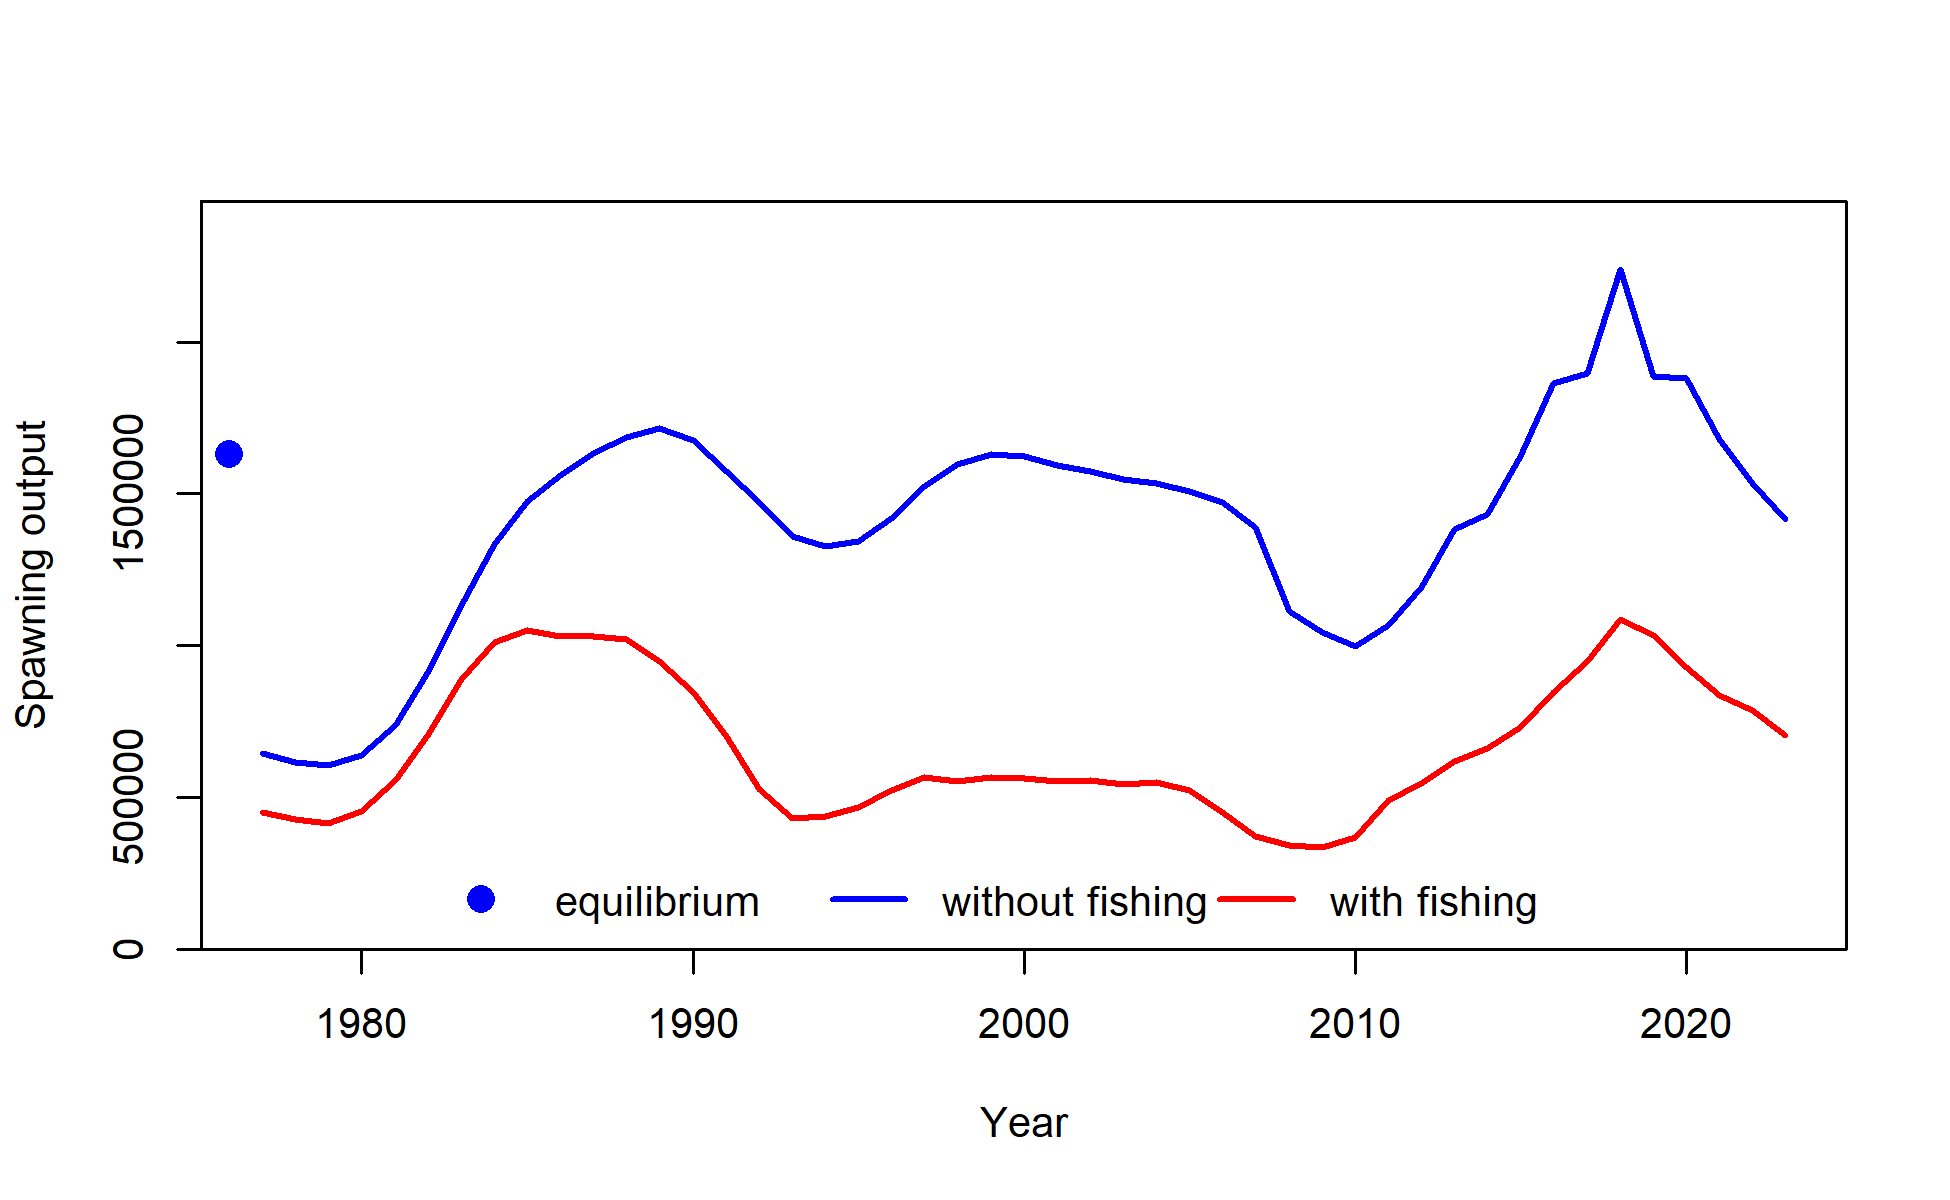 Spawning output
1500000
500000
0
equilibrium without fishing with fishing
1980 1990 2000 2010 2020
Year